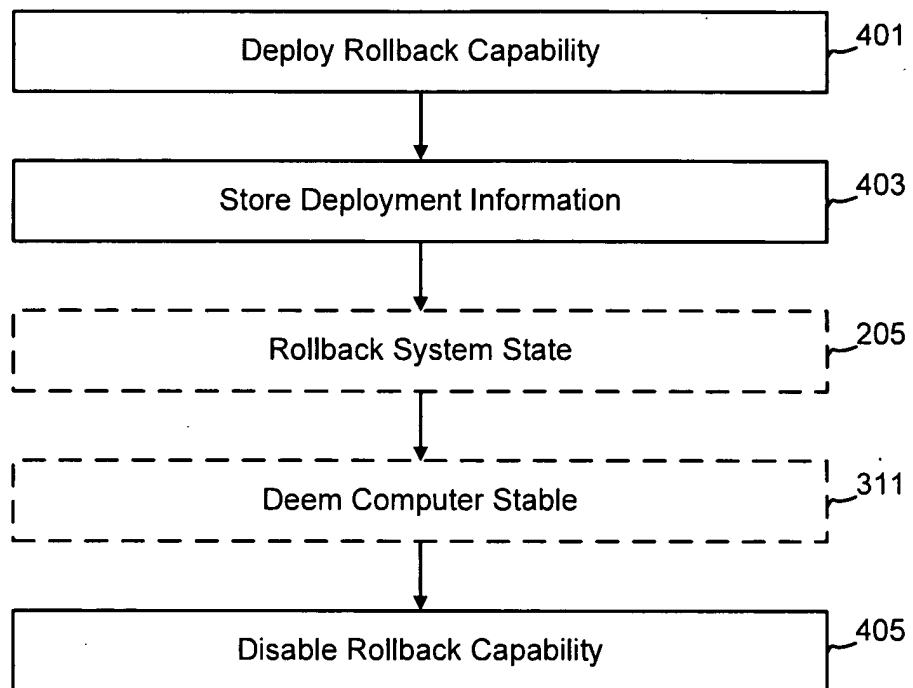 Deploy Rollback Capability
401
Store Deployment Information
403
Rollback System State
205
Deem Computer Stable
311
Disable Rollback Capability
405